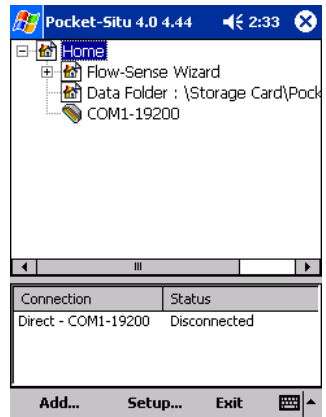 Pocket-Situ 4.0 4.44 2:33
Home
Flow-Sense Wizard
Data Folder : \Storage Card\Pock
COM1-19200
Connection Status
Direct - COM1-19200 Disconnected
Add... Setup... Exit